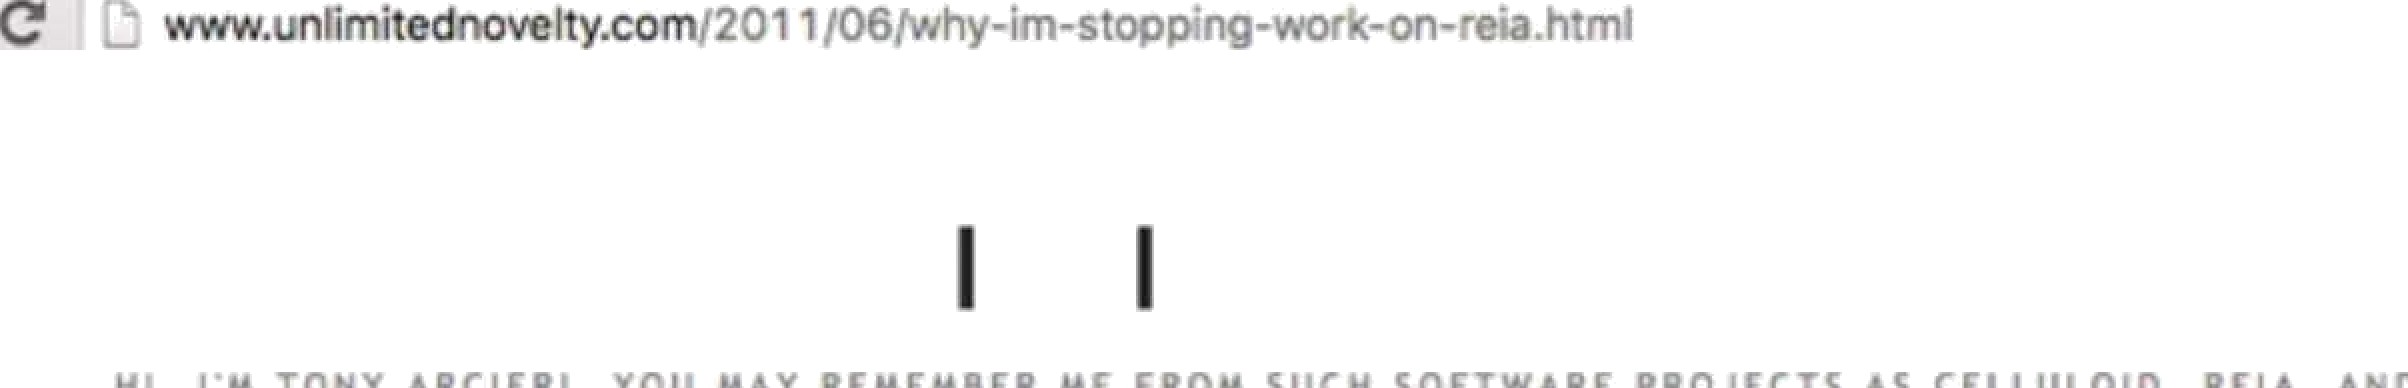 www.unlimitednovelty.com/2011/06/why-im-stopping-work-on-reia.html
HI, I'M TONY ARCIERI. YOU MAY REMEMBER ME FROM SUCH SOFTWARE PROJECTS AS CELLULOID, REIA, AND